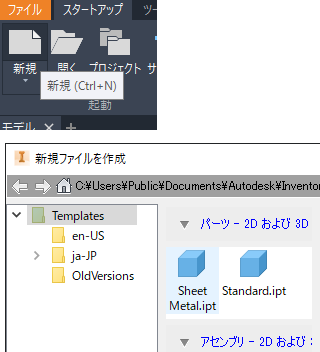 ファイル スタートアップ ツー
新規 開く プロジェクト サ
新規 (Ctrl+N)
起動
モデル × +
I 新規ファイルを作成
C:¥Users¥Public¥Documents¥Autodesk¥Invento
Templates
en-US
ja-JP
OldVersions
パーツ - 2D および 3D
Sheet Metal.ipt
Standard.ipt
アセンブリ - 2D および 3